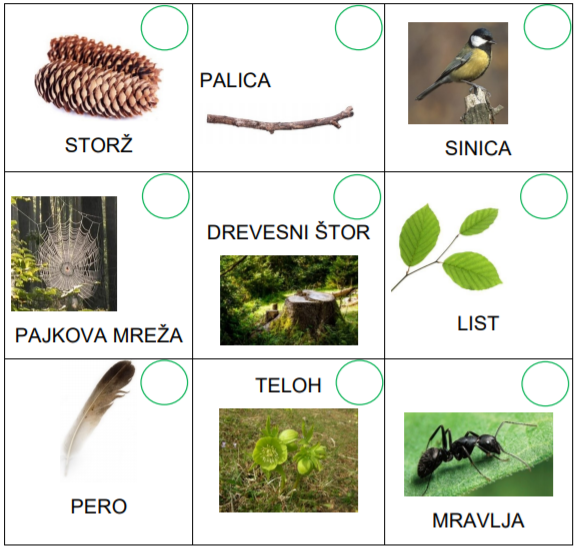 STORŽ
PALICA
SINICA
PAJKOVA MREŽA
DREVESNI ŠTOR
LIST
PERO
TELOH
MRAVLJA